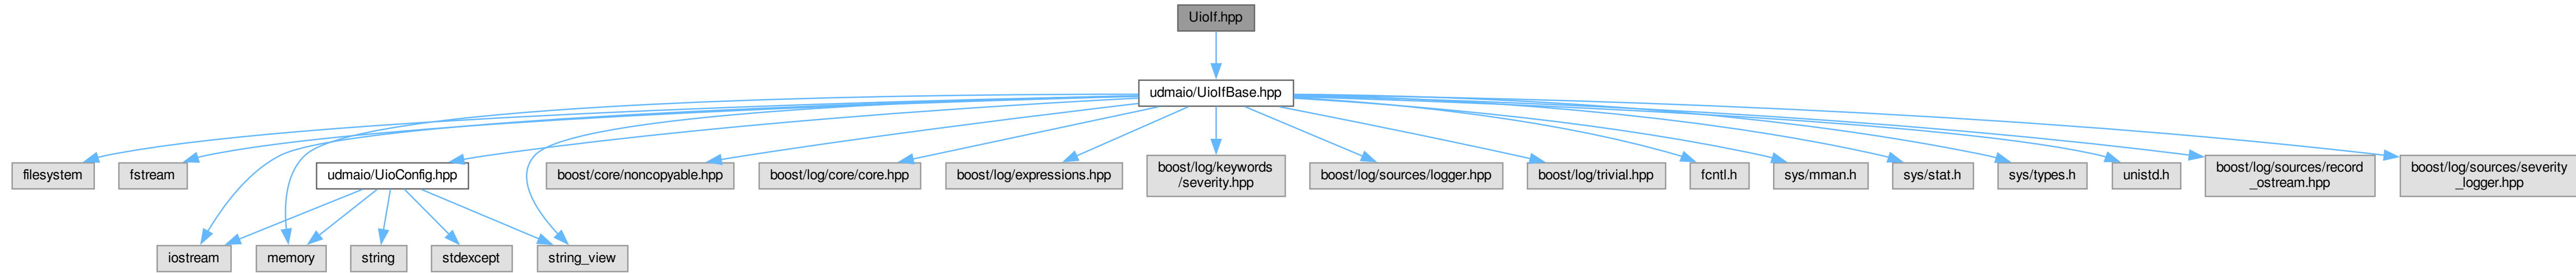 UioIf.hpp
udmaio/UioIfBase.hpp
filesystem
fstream
udmaio/UioConfig.hpp
boost/core/noncopyable.hpp
boost/log/core/core.hpp
boost/log/expressions.hpp
boost/log/keywords
/severity.hpp
boost/log/sources/logger.hpp
boost/log/trivial.hpp
fcntl.h
sys/mman.h
sys/stat.h
sys/types.h
unistd.h
boost/log/sources/record
_ostream.hpp
boost/log/sources/severity
_logger.hpp
iostream
memory
string
stdexcept
string_view